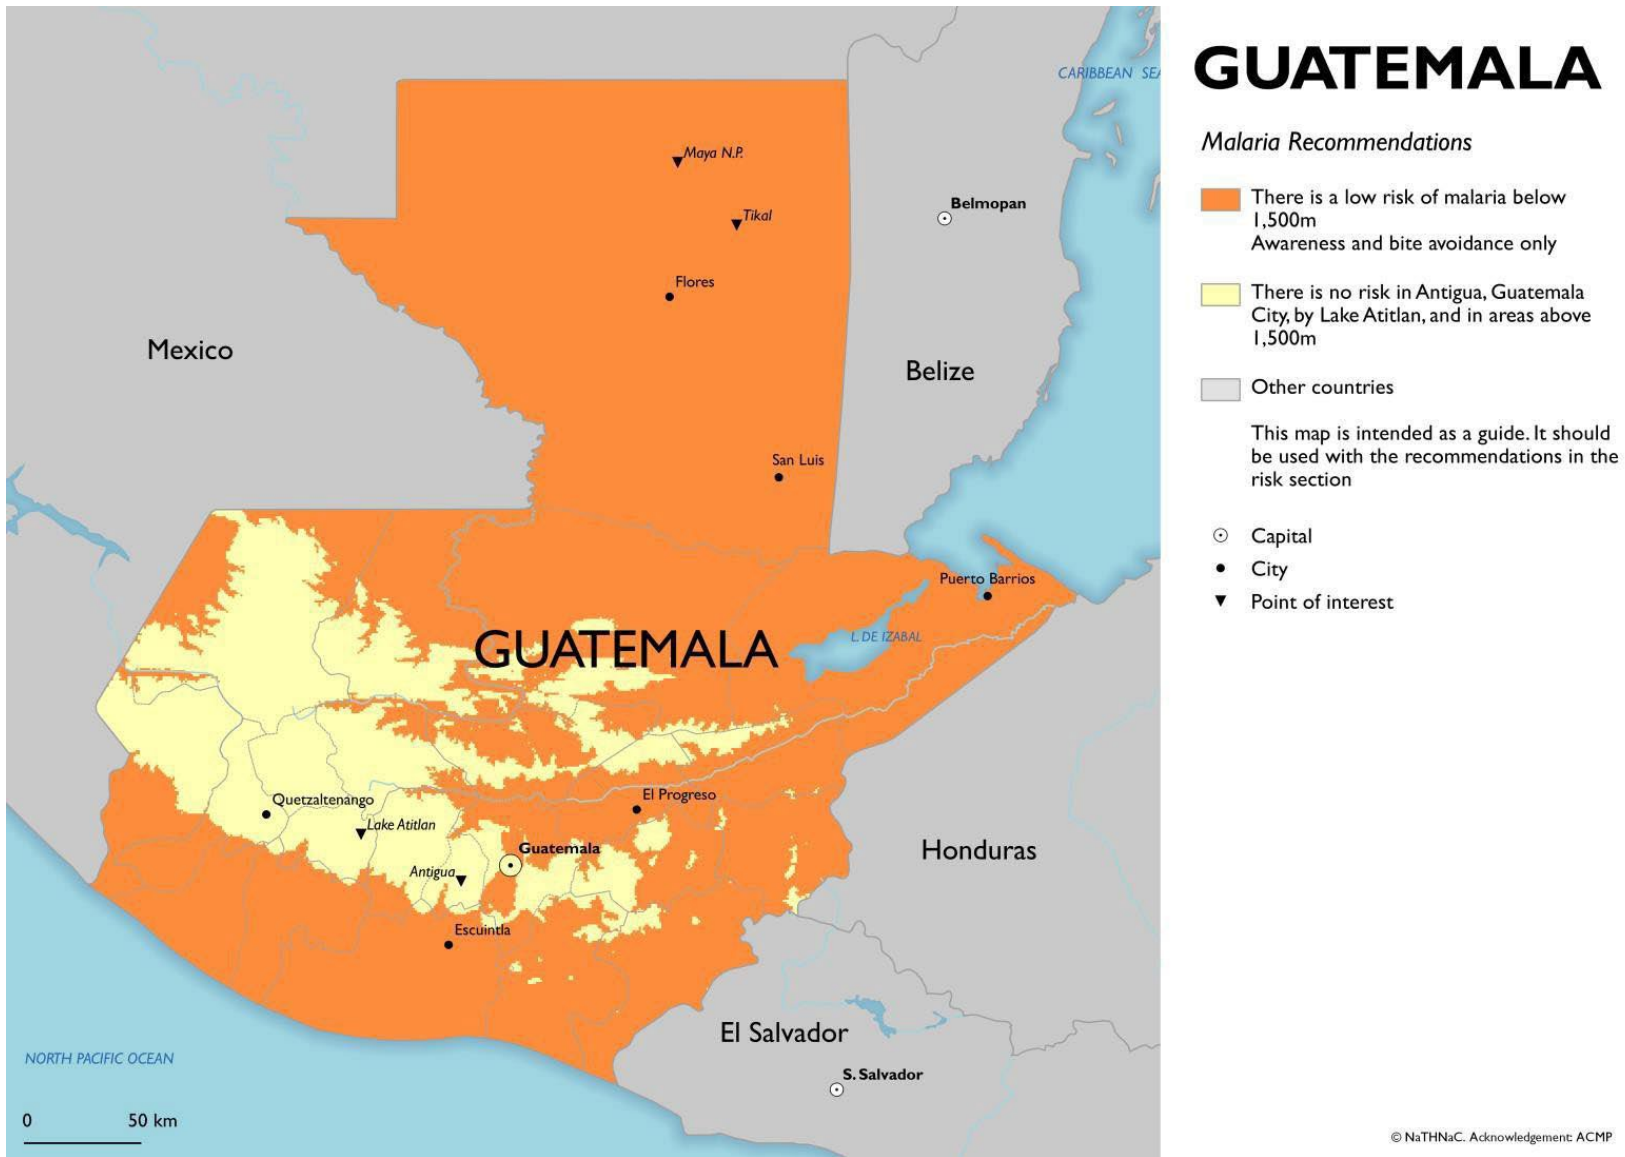 GUATEMALA
CARIBBEAN SEA
Malaria Recommendations
Maya N.P.
There is a low risk of malaria below
1,500m
Awareness and bite avoidance only
Belmopan
Tikal
Flores
There is no risk in Antigua, Guatemala
City, by Lake Atitlan, and in areas above
1,500m
Mexico
Belize
Other countries
This map is intended as a guide. It should
be used with the recommendations in the
risk section
San Luis
Capital
City
Point of interest
Puerto Barrios
GUATEMALA
L. DE IZABAL
Quetzaltenango
El Progreso
Lake Atitlan
Guatemala
Honduras
Antigua
Escuintla
El Salvador
NORTH PACIFIC OCEAN
S. Salvador
0 50 km
© NaTHNaC. Acknowledgement: ACMP